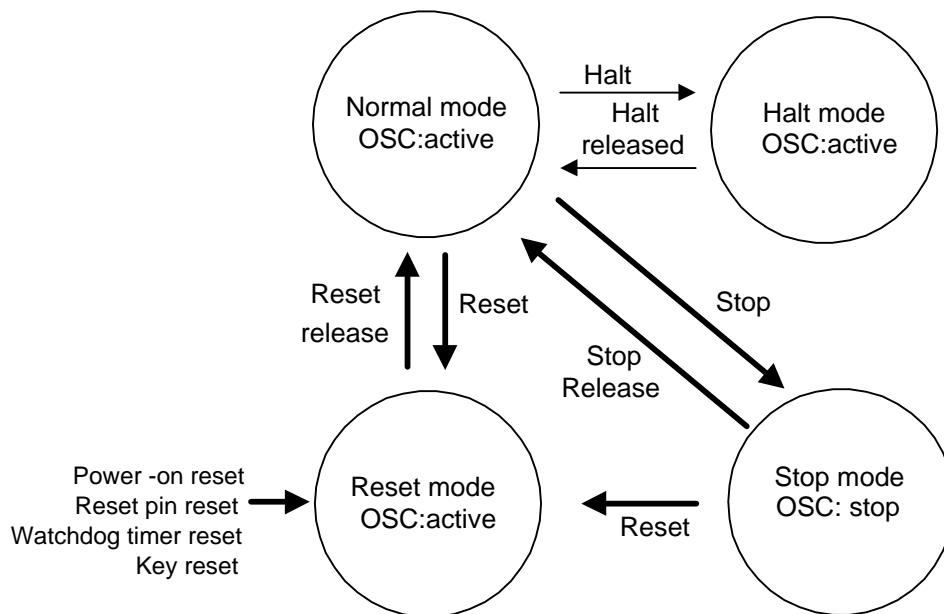 Normal mode
OSC:active
Halt
Halt
released
Halt mode
OSC:active
Reset
release
Reset
Stop
Stop
Release
Power -on reset
Reset pin reset
Watchdog timer reset
Key reset
Reset mode
OSC:active
Reset
Stop mode
OSC: stop